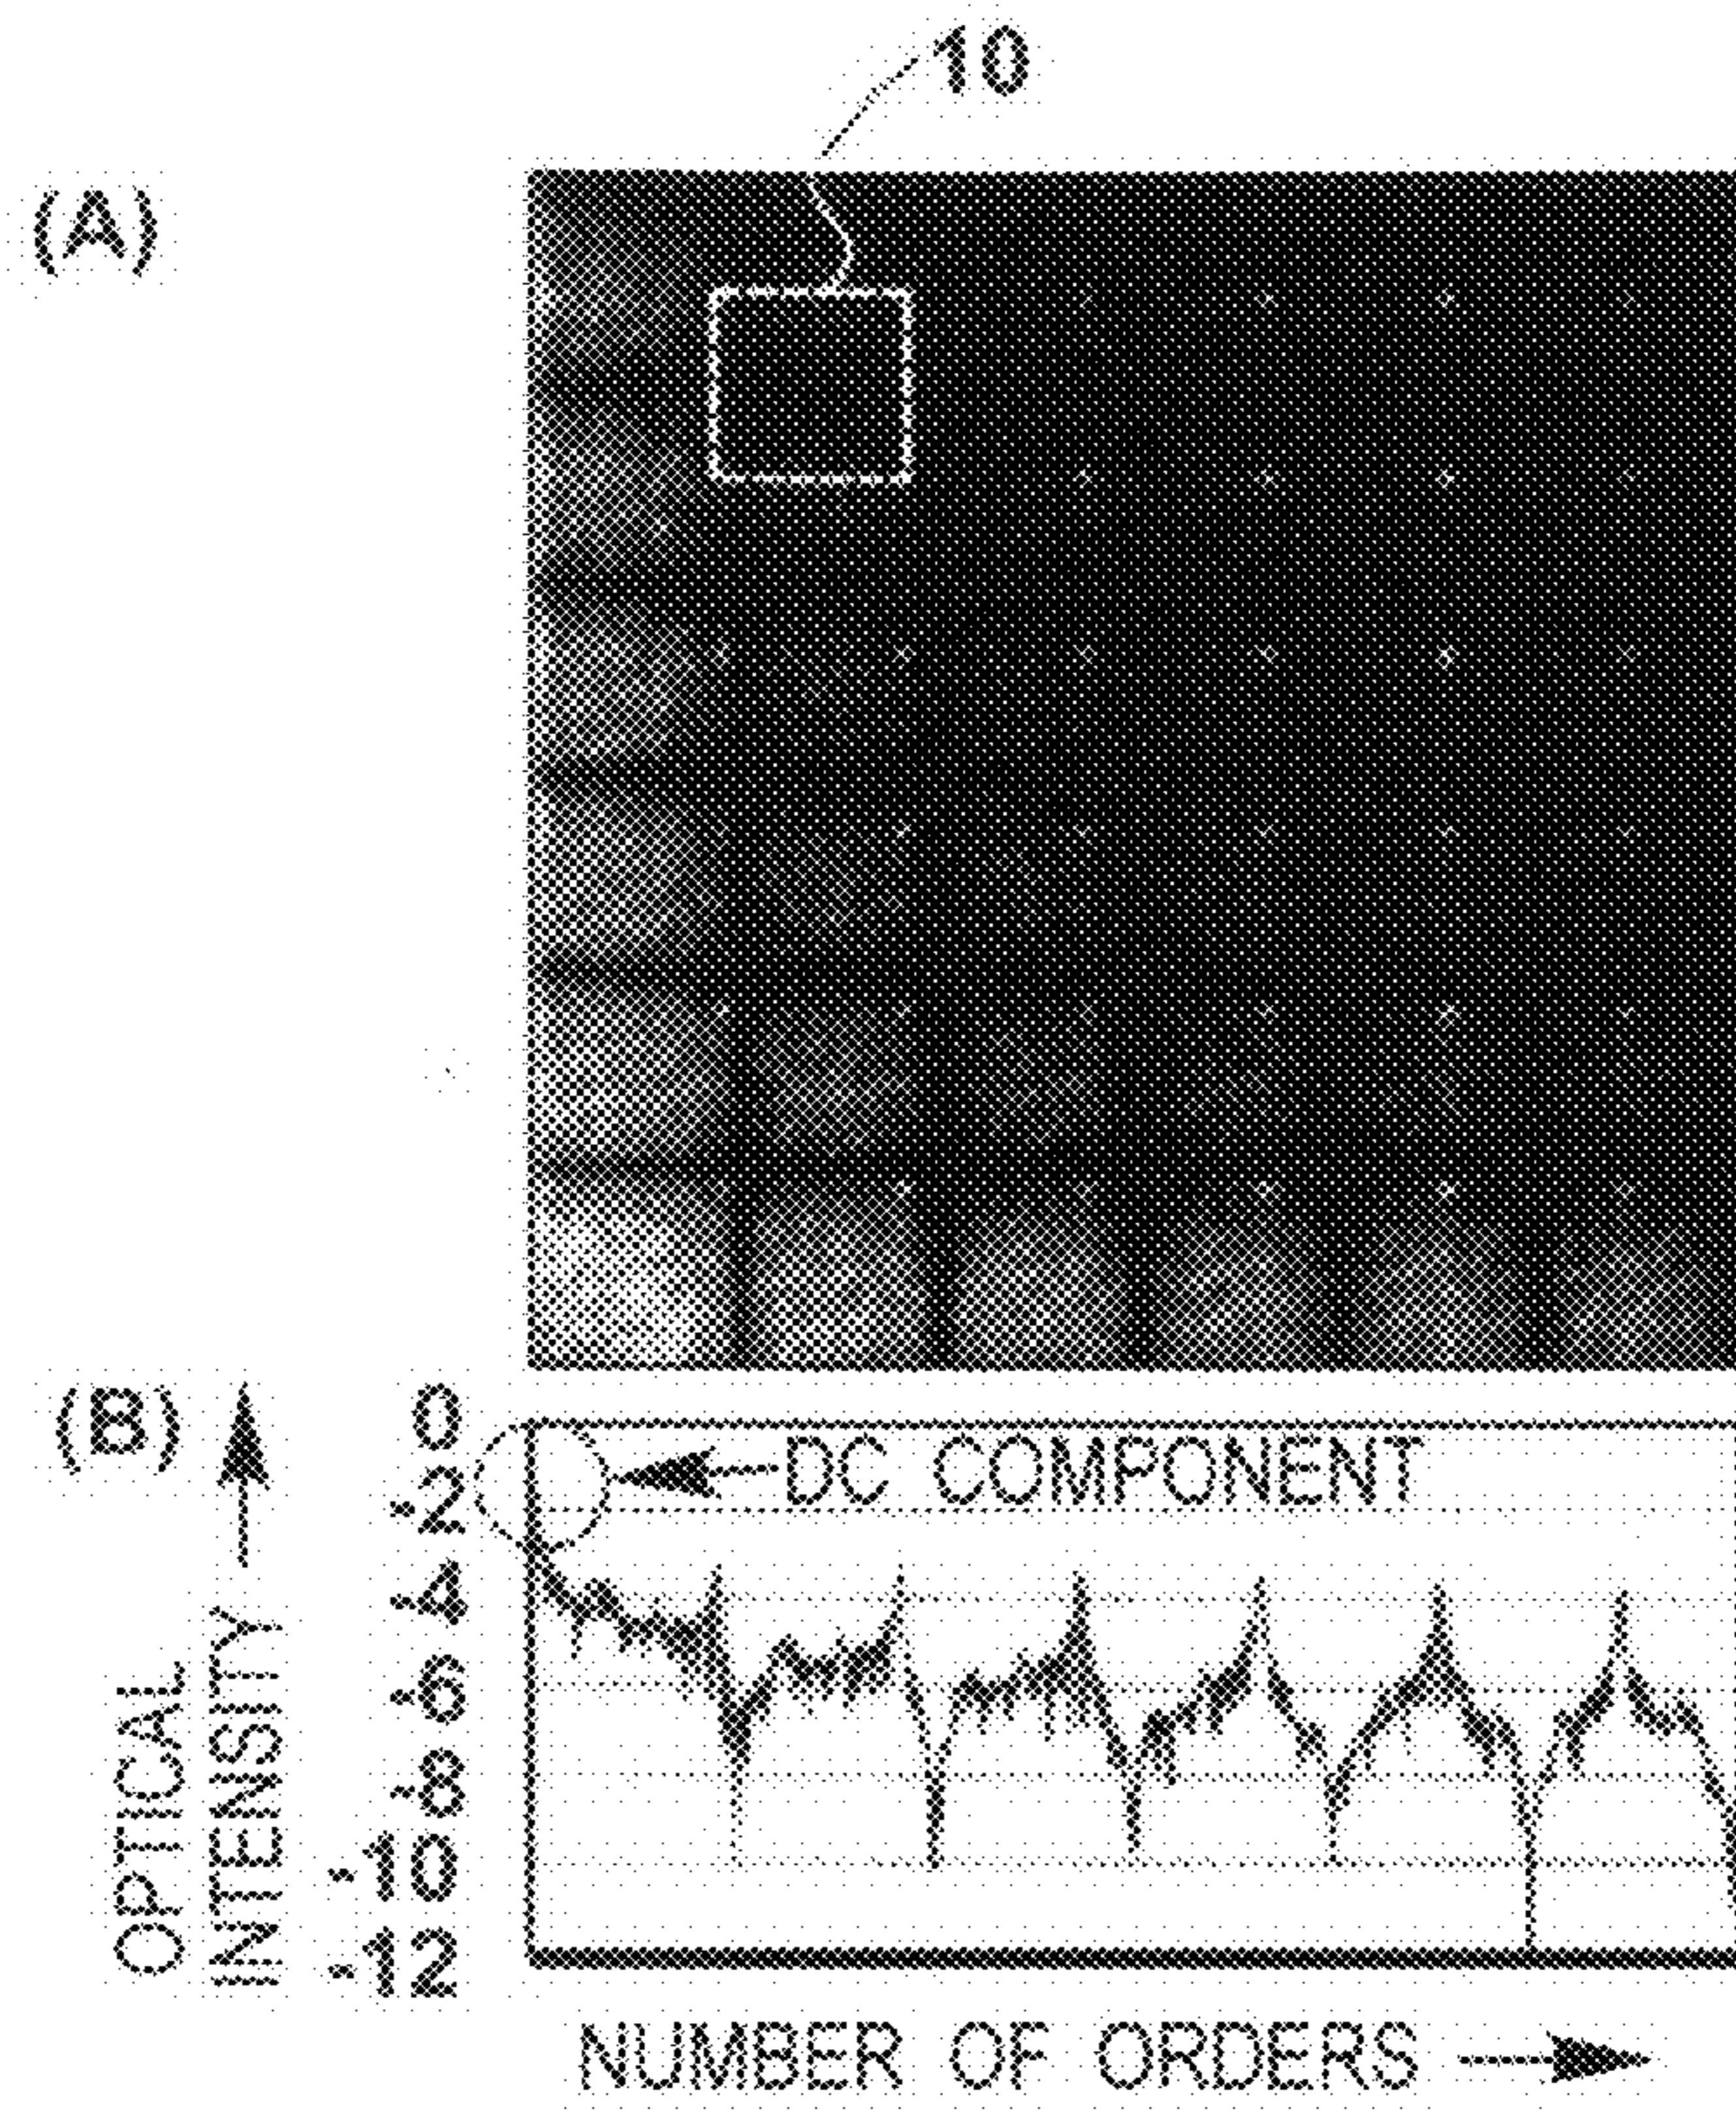 10
(A)
(B)
0
-2
-4
-6
-8
-10
-12
DC COMPONENT
OPTICAL
INTENSITY
NUMBER OF ORDERS